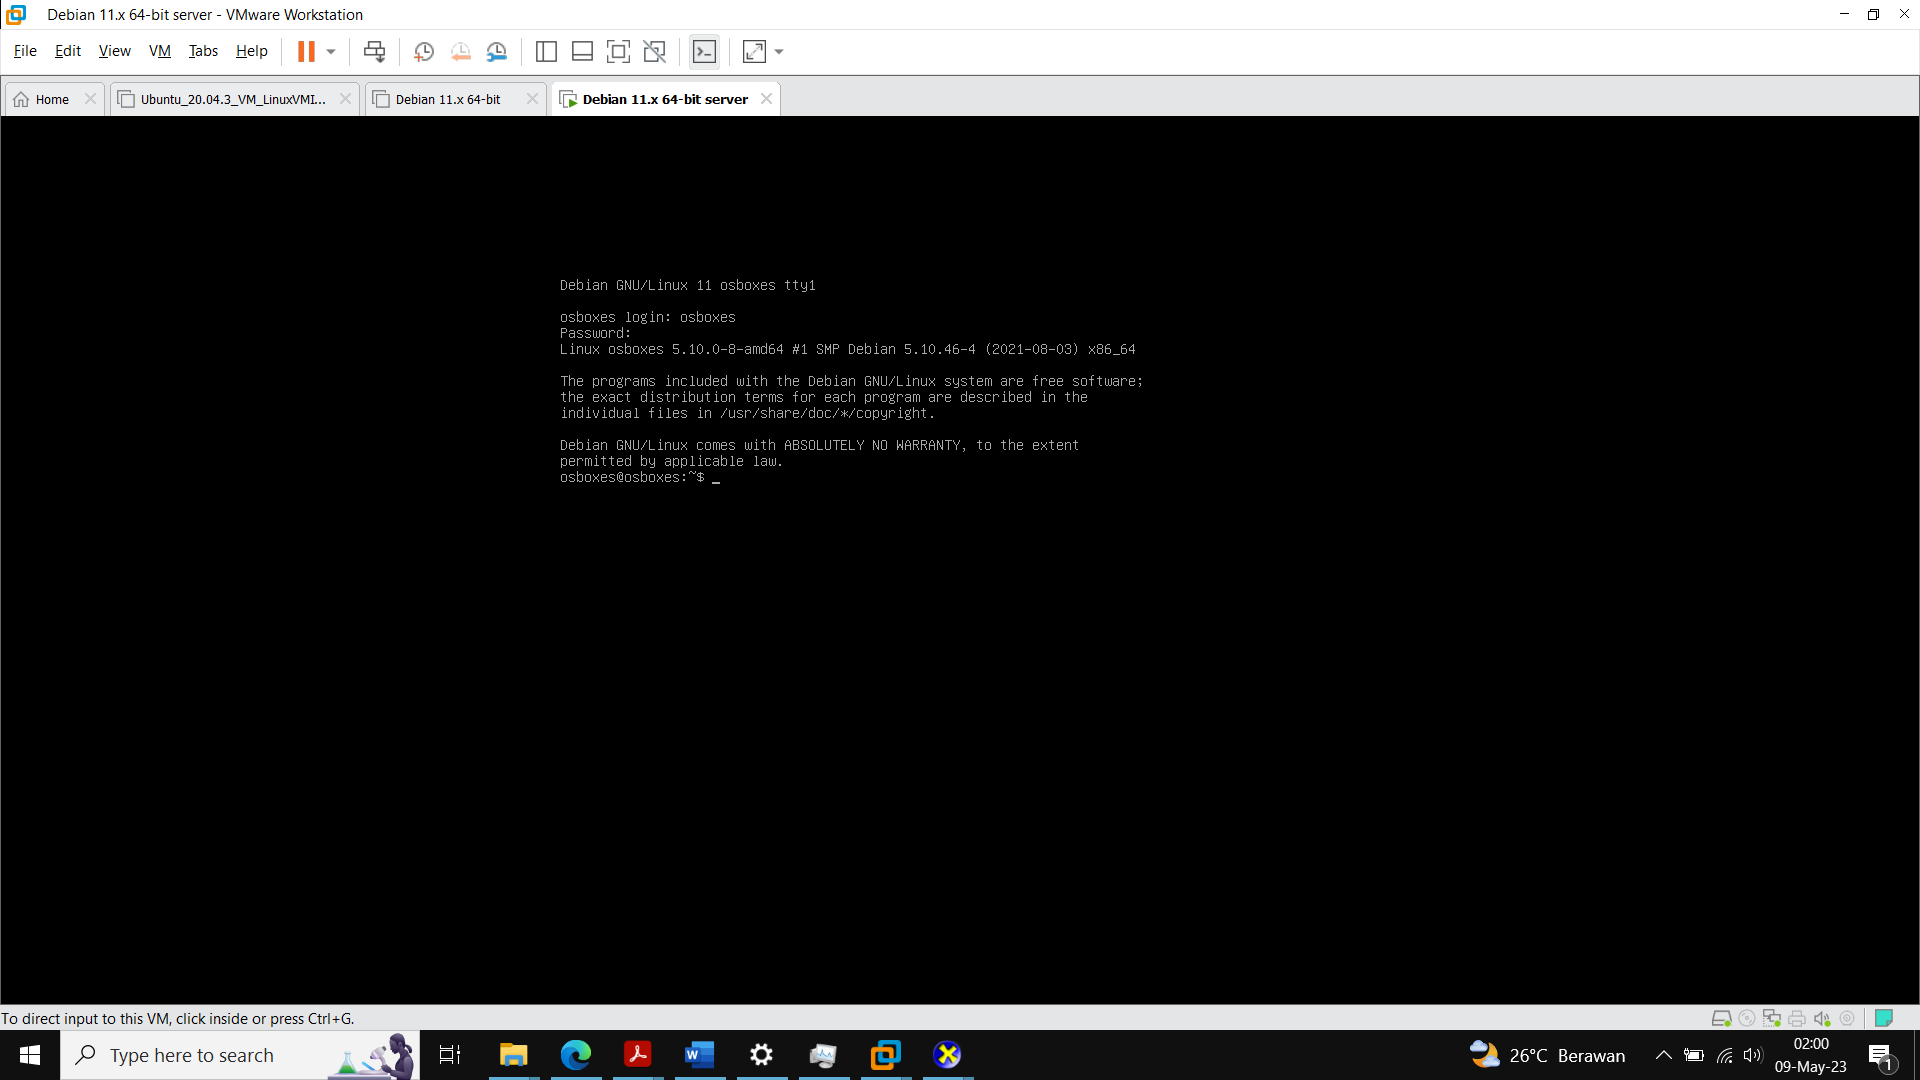 Debian 11.x 64-bit server - VMware Workstation
File Edit View VM Tabs Help
Home Ubuntu_20.04.3_VM_LinuxVMI... Debian 11.x 64-bit Debian 11.x 64-bit server
Debian GNU/Linux 11 osboxes tty1
osboxes login: osboxes
Password:
Linux osboxes 5.10.0-8-amd64 #1 SMP Debian 5.10.46-4 (2021-08-03) x86_64
The programs included with the Debian GNU/Linux system are free software;
the exact distribution terms for each program are described in the
individual files in /usr/share/doc/*/copyright.
Debian GNU/Linux comes with ABSOLUTELY NO WARRANTY, to the extent
permitted by applicable law.
osboxes@osboxes:~$ _
To direct input to this VM, click inside or press Ctrl+G.
Type here to search
26°C Berawan
02:00
09-May-23
1